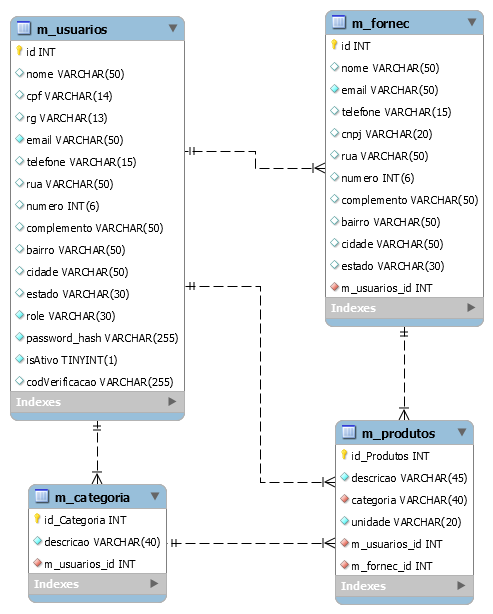 m_usuarios
id INT
nome VARCHAR(50)
cpf VARCHAR(14)
rg VARCHAR(13)
email VARCHAR(50)
telefone VARCHAR(15)
rua VARCHAR(50)
numero INT(6)
complemento VARCHAR(50)
bairro VARCHAR(50)
cidade VARCHAR(50)
estado VARCHAR(30)
role VARCHAR(30)
password_hash VARCHAR(255)
isAtivo TINYINT(1)
codVerificacao VARCHAR(255)
Indexes
m_fornec
id INT
nome VARCHAR(50)
email VARCHAR(50)
telefone VARCHAR(15)
cnpj VARCHAR(20)
rua VARCHAR(50)
numero INT(6)
complemento VARCHAR(50)
bairro VARCHAR(50)
cidade VARCHAR(50)
estado VARCHAR(30)
m_usuarios_id INT
Indexes
m_categoria
id_Categoria INT
descricao VARCHAR(40)
m_usuarios_id INT
Indexes
m_produtos
id_Produtos INT
descricao VARCHAR(45)
categoria VARCHAR(40)
unidade VARCHAR(20)
m_usuarios_id INT
m_fornec_id INT
Indexes